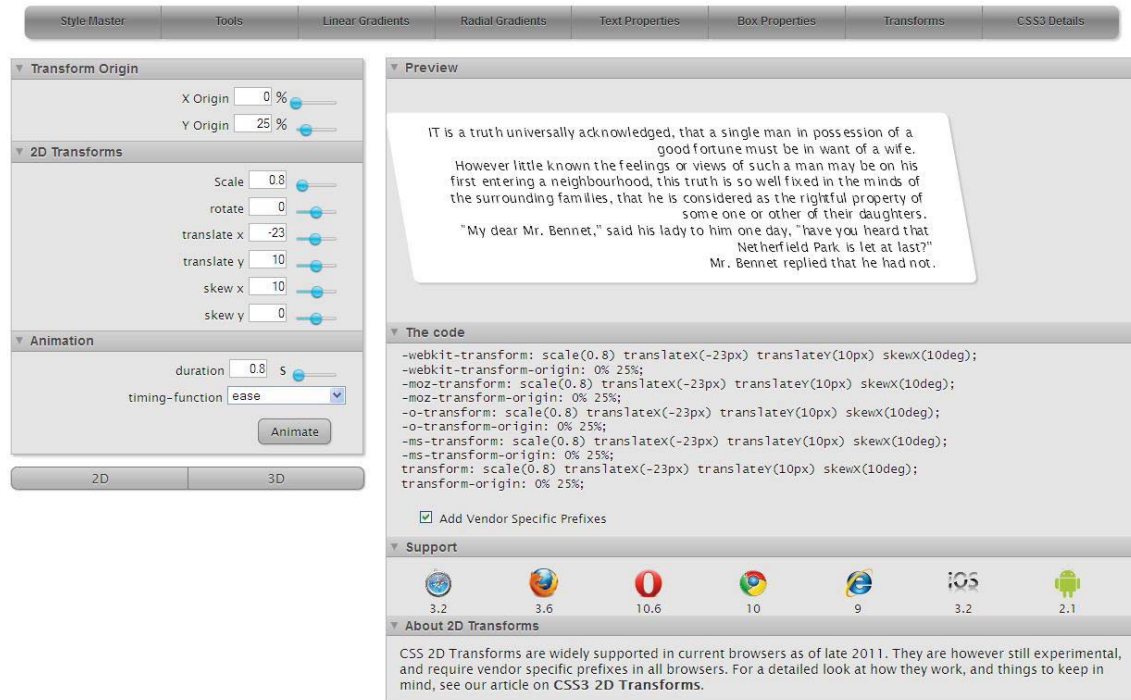 Style Master Tools Linear Gradients Radial Gradients Text Properties Box Properties Transforms CSS3 Details
Transform Origin
X Origin 0 %
Y Origin 25 %
2D Transforms
Scale 0.8
rotate 0
translate x -23
translate y 10
skew x 10
skew y 0
Animation
duration 0.8 S
timing-function ease
Animate
2D 3D
Preview
IT is a truth universally acknowledged, that a single man in possession of a
good fortune must be in want of a wife.
However little known the feelings or views of such a man may be on his
first entering a neighbourhood, this truth is so well fixed in the minds of
the surrounding families, that he is considered as the rightful property of
some one or other of their daughters.
"My dear Mr. Bennet," said his lady to him one day, "have you heard that
Netherfield Park is let at last?"
Mr. Bennet replied that he had not.
The code
-webkit-transform: scale(0.8) translateX(-23px) translateY(10px) skewX(10deg);
-webkit-transform-origin: 0% 25%;
-moz-transform: scale(0.8) translateX(-23px) translateY(10px) skewX(10deg);
-moz-transform-origin: 0% 25%;
-o-transform: scale(0.8) translateX(-23px) translateY(10px) skewX(10deg);
-o-transform-origin: 0% 25%;
-ms-transform: scale(0.8) translateX(-23px) translateY(10px) skewX(10deg);
-ms-transform-origin: 0% 25%;
transform: scale(0.8) translateX(-23px) translateY(10px) skewX(10deg);
transform-origin: 0% 25%;
Add Vendor Specific Prefixes
Support
iOS
3.2 3.6 10.6 10 9 3.2 2.1
About 2D Transforms
CSS 2D Transforms are widely supported in current browsers as of late 2011. They are however still experimental,
and require vendor specific prefixes in all browsers. For a detailed look at how they work, and things to keep in
mind, see our article on CSS3 2D Transforms.